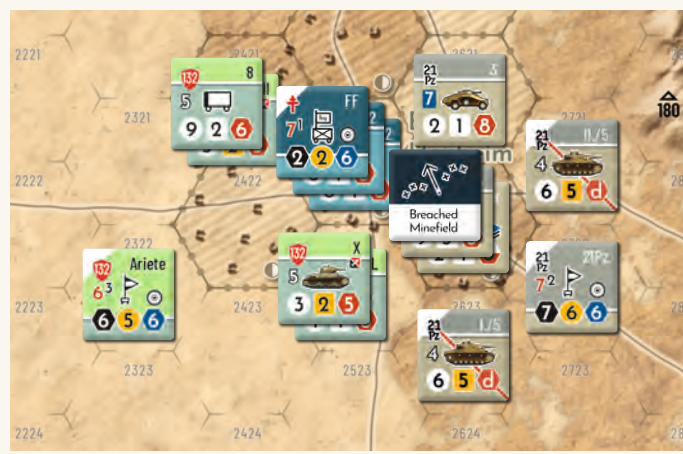 2221
2421
2621
2321
2721
180
132
8
5
9 2 6
FF
7 1
2 2 6
21
Pz
3
7
2 1 8
21
Pz
II./5
4
6 5 d
2222
2422
Breached
Minefield
2322
2722
132
Ariete
6 3
6 5 6
132
X
5
3 2 5
L
21
Pz
21Pz
7 2
7 6 6
2223
2423
2623
21
Pz
I./5
4
6 5 d
2323
2523
2723
2224
2424
2624